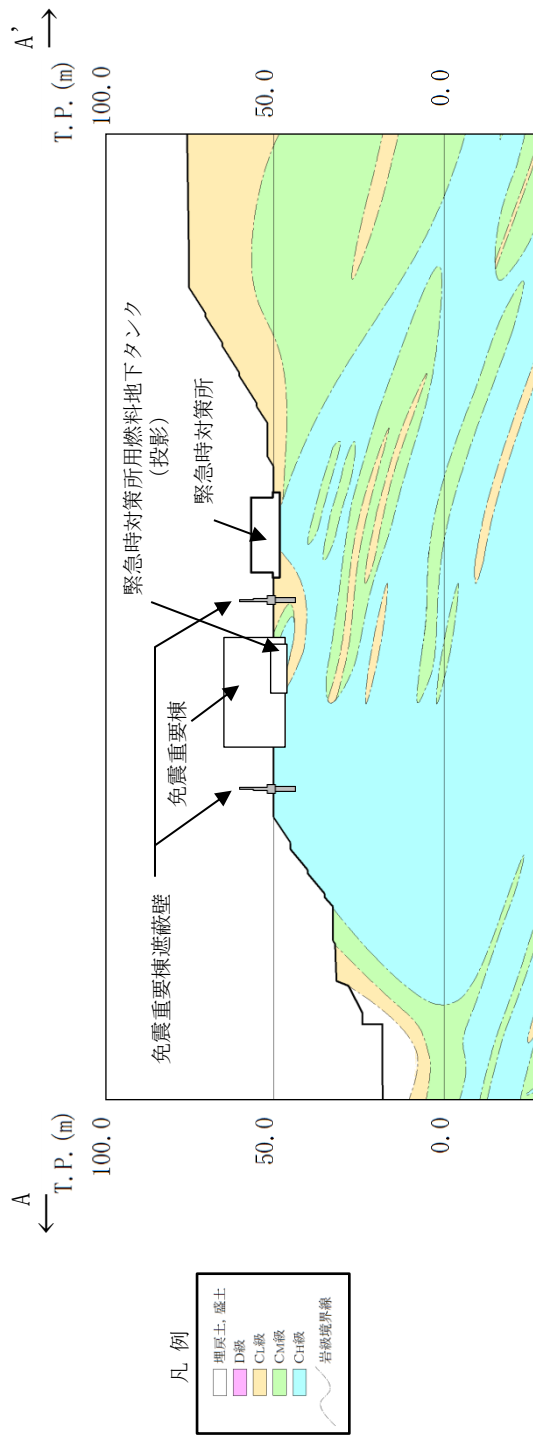 A
A'
T.P.(m)
T.P.(m)
100.0
50.0
0.0
100.0
50.0
0.0
免震重要棟遮蔽壁
免震重要棟
緊急時対策所用燃料地下タンク
(投影)
緊急時対策所
凡 例
埋戻土, 盛土
D級
CL級
CM級
CH級
岩級境界線